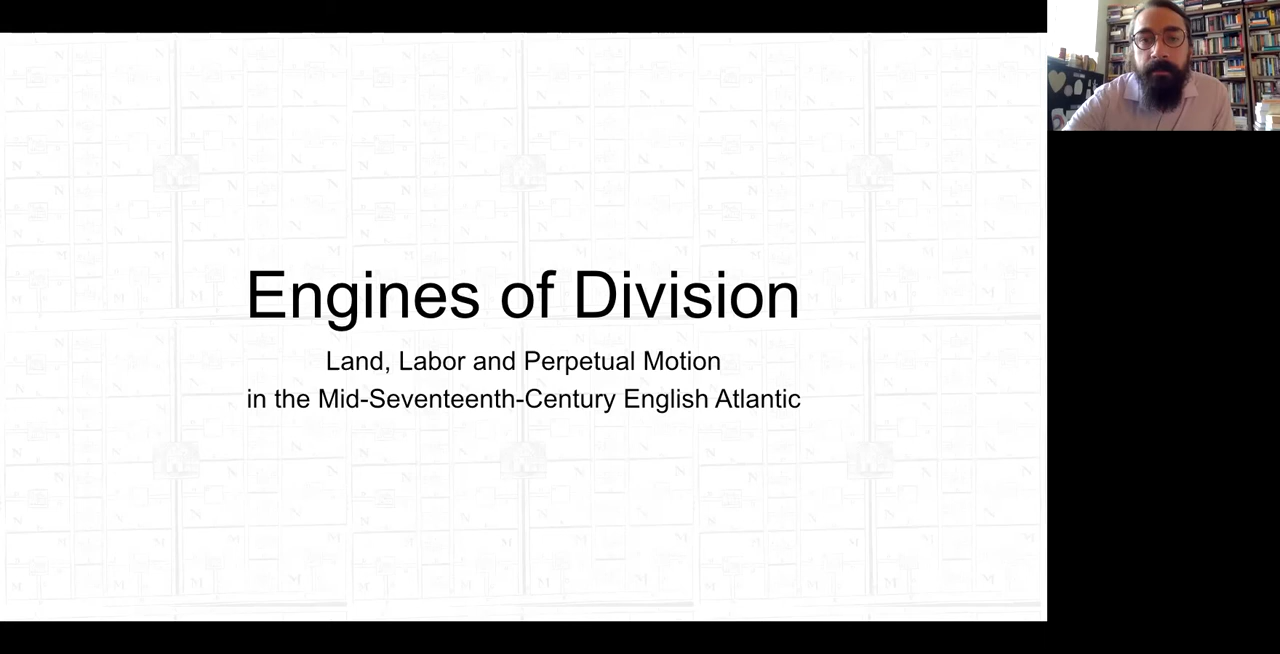 Engines of Division
Land, Labor and Perpetual Motion
in the Mid-Seventeenth-Century English Atlantic